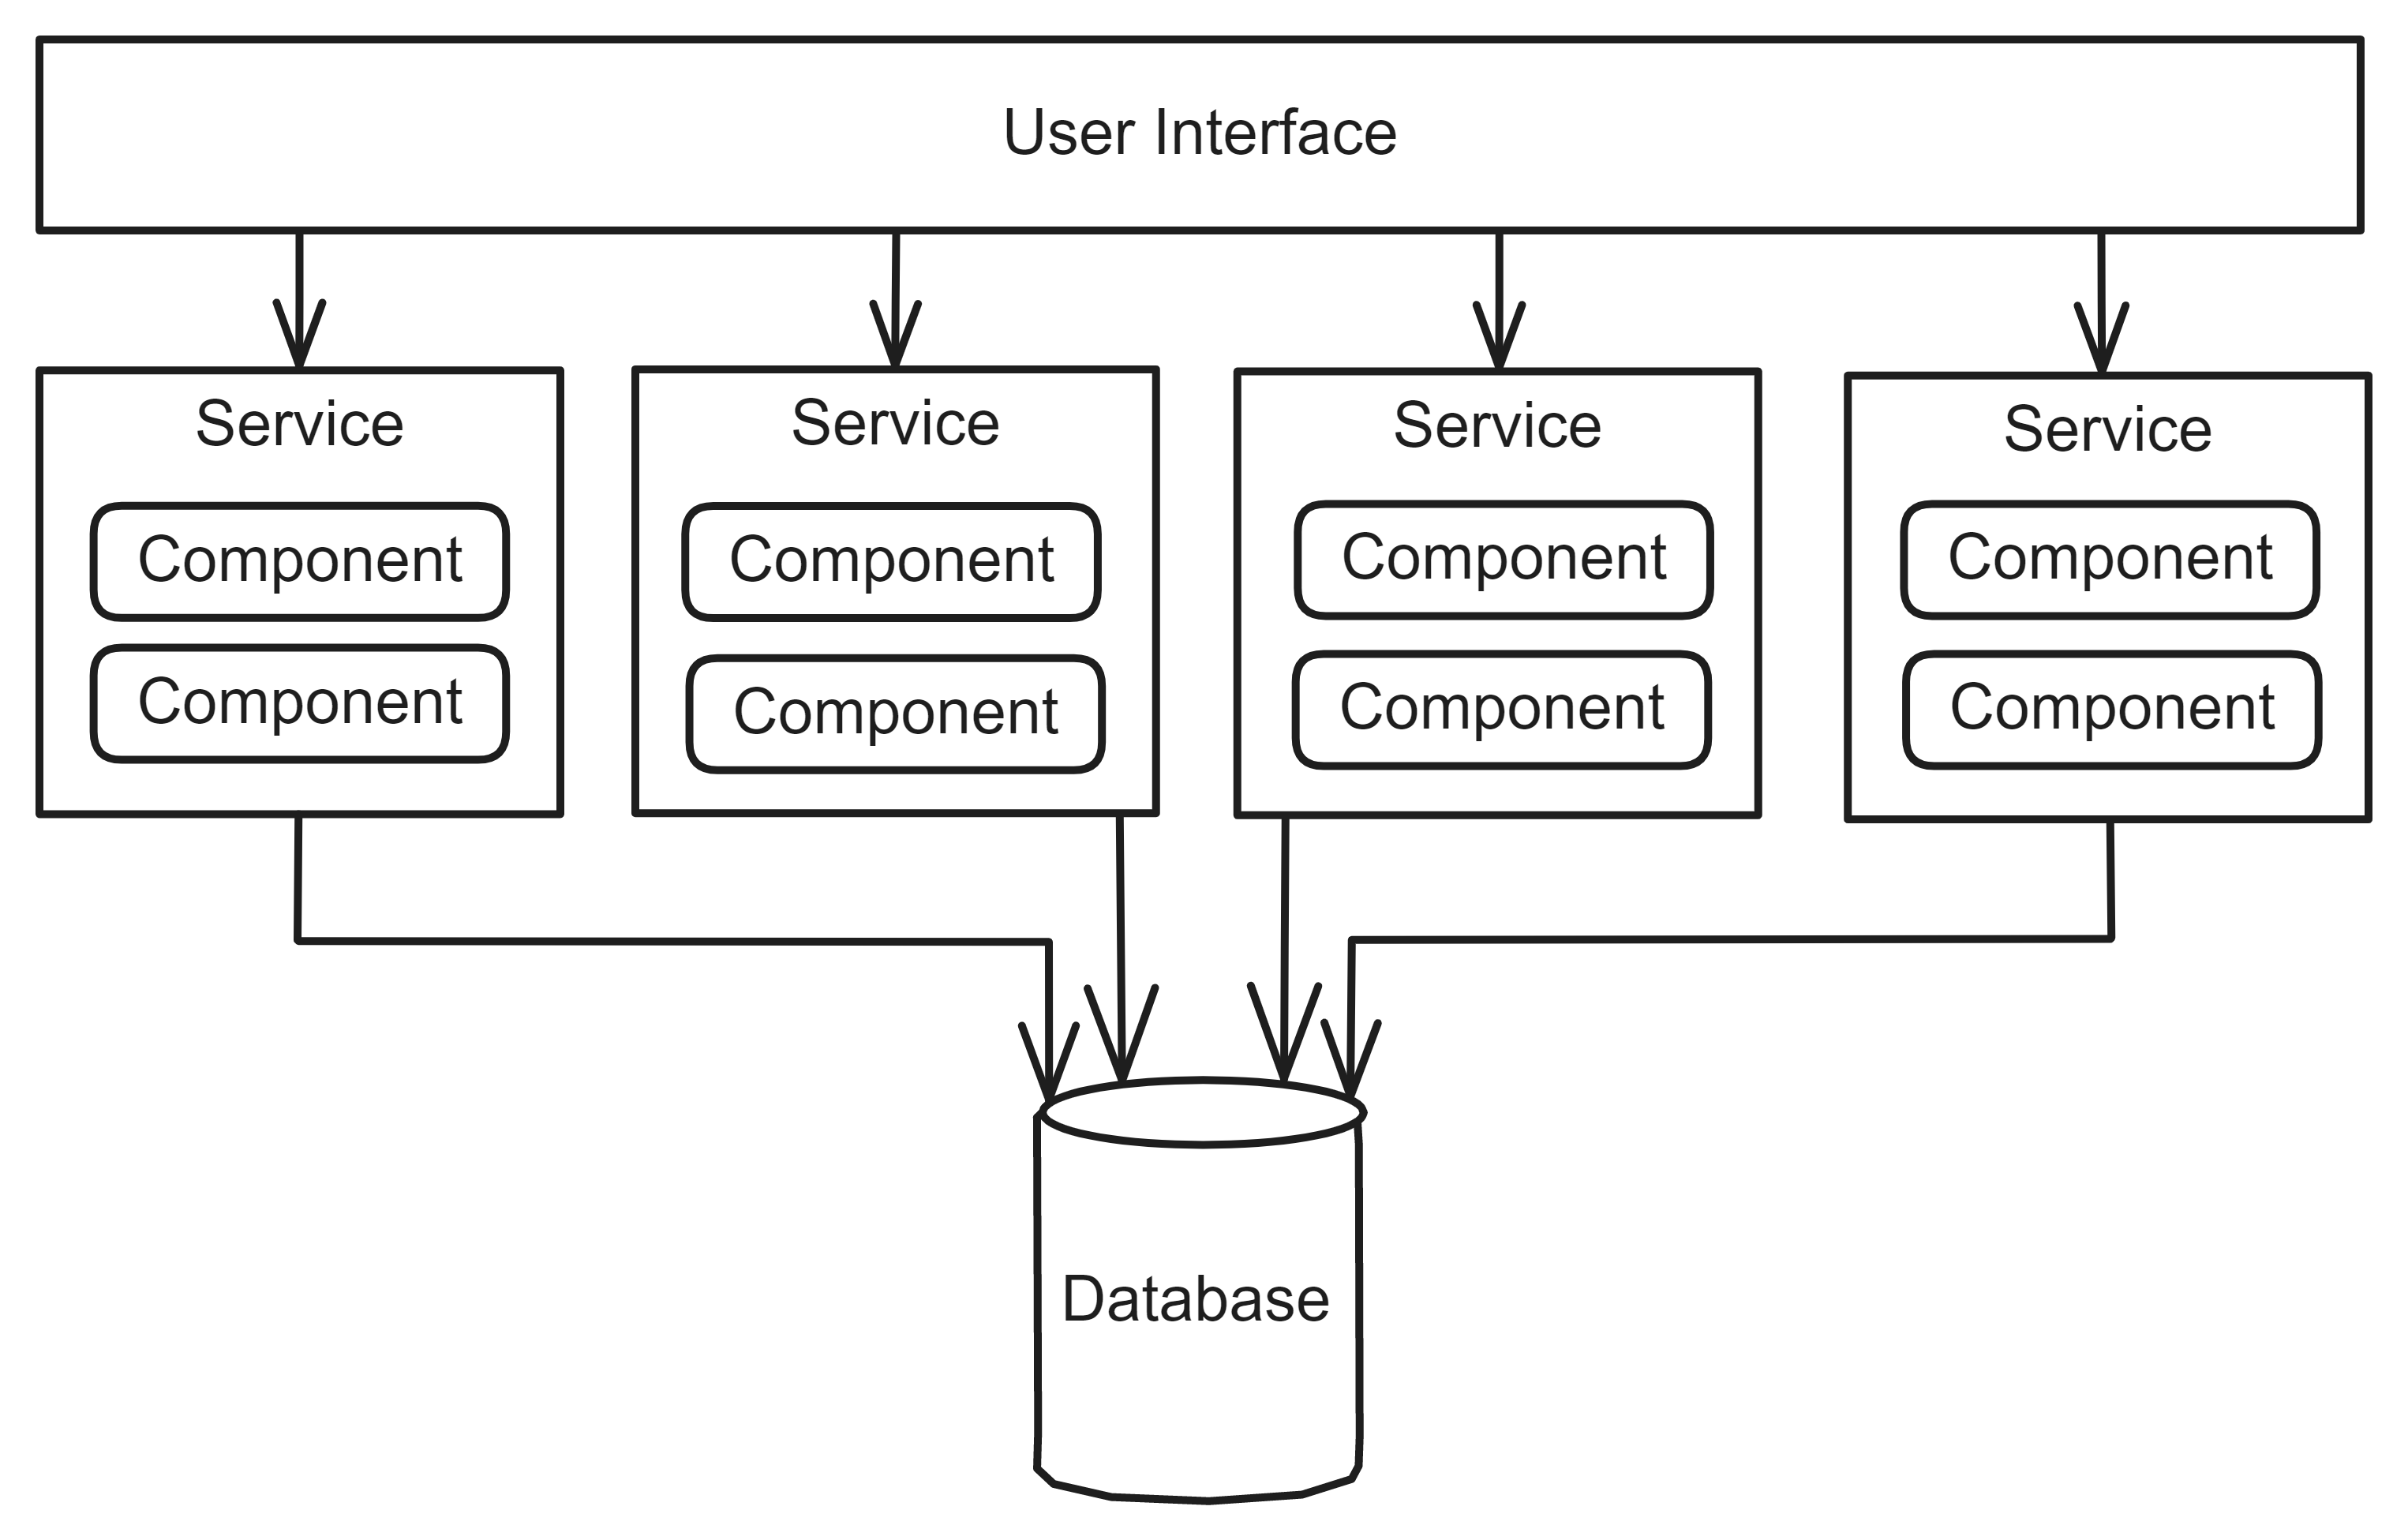 User Interface
Service
Component
Component
Service
Component
Component
Service
Component
Component
Service
Component
Component
Database